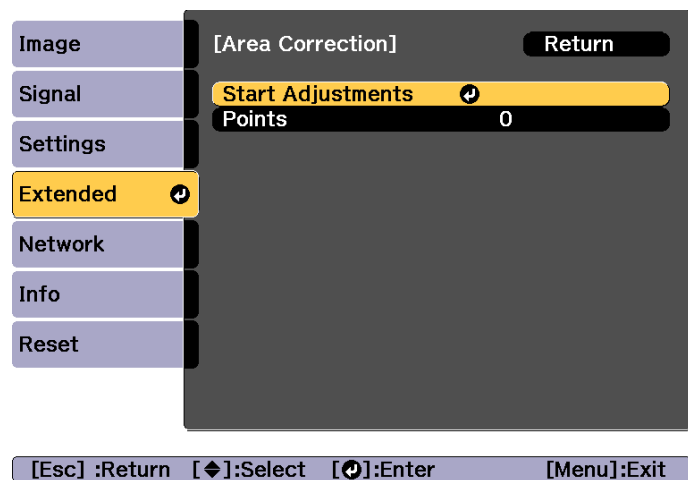 Image
Signal
Settings
Extended
Network
Info
Reset
[Area Correction] Return
Start Adjustments
Points 0
[Esc] :Return [◆]:Select [↵]:Enter [Menu]:Exit